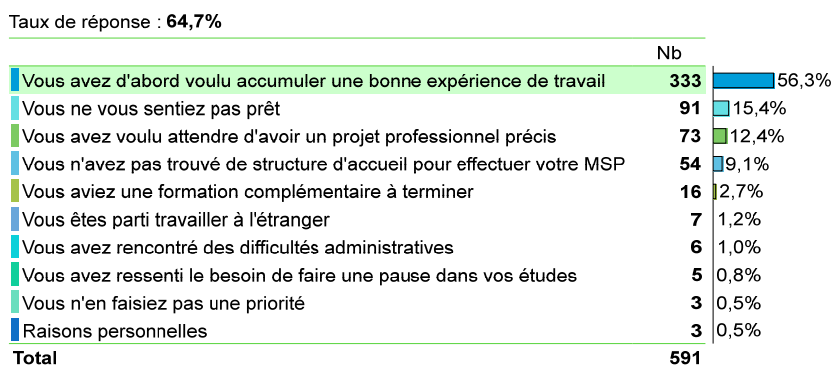 Taux de réponse : 64,7%
Nb
Vous avez d'abord voulu accumuler une bonne expérience de travail 333 56,3%
Vous ne vous sentiez pas prêt 91 15,4%
Vous avez voulu attendre d'avoir un projet professionnel précis 73 12,4%
Vous n'avez pas trouvé de structure d'accueil pour effectuer votre MSP 54 9,1%
Vous aviez une formation complémentaire à terminer 16 2,7%
Vous êtes parti travailler à l'étranger 7 1,2%
Vous avez rencontré des difficultés administratives 6 1,0%
Vous avez ressenti le besoin de faire une pause dans vos études 5 0,8%
Vous n'en faisiez pas une priorité 3 0,5%
Raisons personnelles 3 0,5%
Total 591